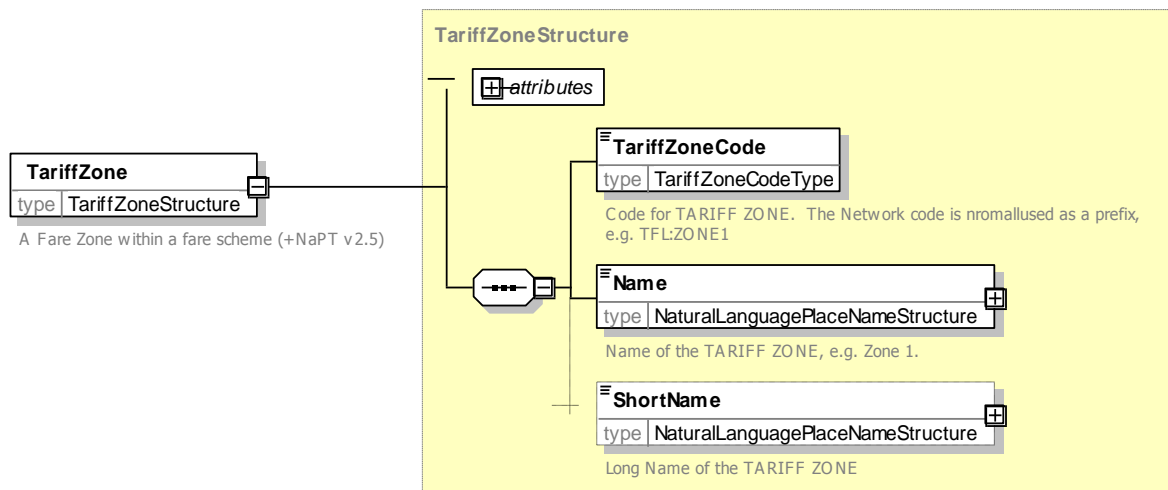 TariffZoneStructure
attributes
TariffZone
type TariffZoneStructure
A Fare Zone within a fare scheme (+NaPT v2.5)
TariffZoneCode
type TariffZoneCodeType
Code for TARIFF ZONE. The Network code is nromallused as a prefix,
e.g. TFL:ZONE1
Name
type NaturalLanguagePlaceNameStructure
Name of the TARIFF ZONE, e.g. Zone 1.
ShortName
type NaturalLanguagePlaceNameStructure
Long Name of the TARIFF ZONE